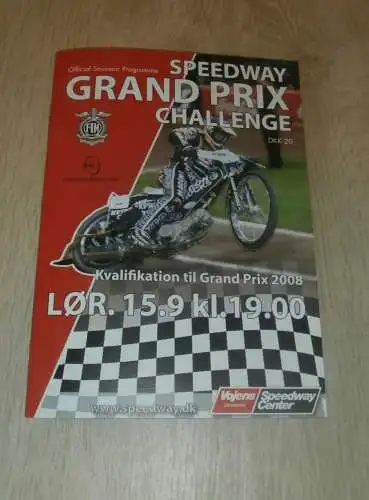 Official Souvenir Programme
SPEEDWAY
GRAND PRIX
CHALLENGE
FIM
DKK 20
Kvalifikation til Grand Prix 2008
LØR. 15.9 kl.19.00
www.speedway.dk
Vojens
Speedway
Center